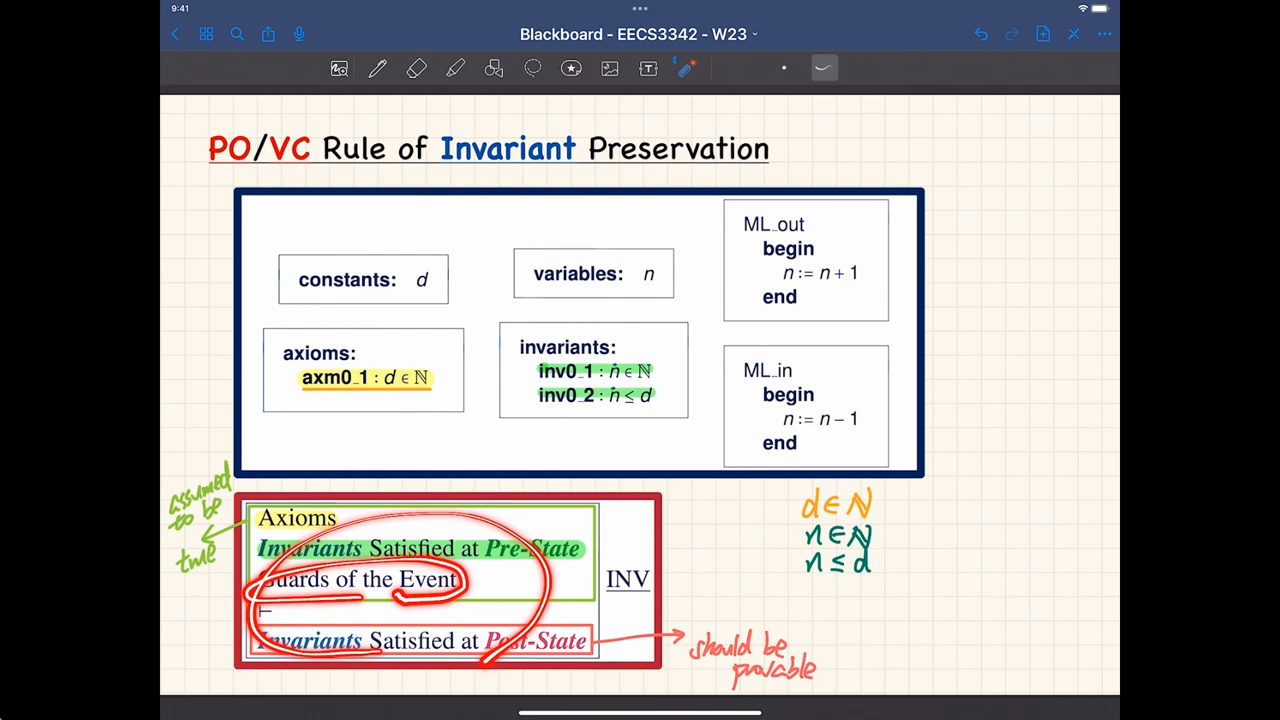 9:41
Blackboard - EECS3342 - W23
PO/VC Rule of Invariant Preservation
constants: d
variables: n
ML_out
begin
n := n + 1
end
axioms:
axm0_1 : d ∈ ℕ
invariants:
inv0_1 : n ∈ ℕ
inv0_2 : n ≤ d
ML_in
begin
n := n − 1
end
assumed
to be
true
Axioms
Invariants Satisfied at Pre-State
Guards of the Event
⊢
Invariants Satisfied at Post-State
INV
d ∈ ℕ
n ∈ ℕ
n ≤ d
should be
provable